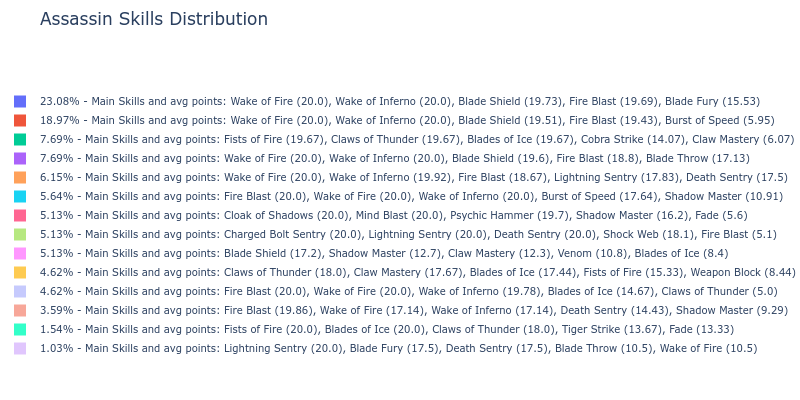 Assassin Skills Distribution
23.08% - Main Skills and avg points: Wake of Fire (20.0), Wake of Inferno (20.0), Blade Shield (19.73), Fire Blast (19.69), Blade Fury (15.53)
18.97% - Main Skills and avg points: Wake of Fire (20.0), Wake of Inferno (20.0), Blade Shield (19.51), Fire Blast (19.43), Burst of Speed (5.95)
7.69% - Main Skills and avg points: Fists of Fire (19.67), Claws of Thunder (19.67), Blades of Ice (19.67), Cobra Strike (14.07), Claw Mastery (6.07)
7.69% - Main Skills and avg points: Wake of Fire (20.0), Wake of Inferno (20.0), Blade Shield (19.6), Fire Blast (18.8), Blade Throw (17.13)
6.15% - Main Skills and avg points: Wake of Fire (20.0), Wake of Inferno (19.92), Fire Blast (18.67), Lightning Sentry (17.83), Death Sentry (17.5)
5.64% - Main Skills and avg points: Fire Blast (20.0), Wake of Fire (20.0), Wake of Inferno (20.0), Burst of Speed (17.64), Shadow Master (10.91)
5.13% - Main Skills and avg points: Cloak of Shadows (20.0), Mind Blast (20.0), Psychic Hammer (19.7), Shadow Master (16.2), Fade (5.6)
5.13% - Main Skills and avg points: Charged Bolt Sentry (20.0), Lightning Sentry (20.0), Death Sentry (20.0), Shock Web (18.1), Fire Blast (5.1)
5.13% - Main Skills and avg points: Blade Shield (17.2), Shadow Master (12.7), Claw Mastery (12.3), Venom (10.8), Blades of Ice (8.4)
4.62% - Main Skills and avg points: Claws of Thunder (18.0), Claw Mastery (17.67), Blades of Ice (17.44), Fists of Fire (15.33), Weapon Block (8.44)
4.62% - Main Skills and avg points: Fire Blast (20.0), Wake of Fire (20.0), Wake of Inferno (19.78), Blades of Ice (14.67), Claws of Thunder (5.0)
3.59% - Main Skills and avg points: Fire Blast (19.86), Wake of Fire (17.14), Wake of Inferno (17.14), Death Sentry (14.43), Shadow Master (9.29)
1.54% - Main Skills and avg points: Fists of Fire (20.0), Blades of Ice (20.0), Claws of Thunder (18.0), Tiger Strike (13.67), Fade (13.33)
1.03% - Main Skills and avg points: Lightning Sentry (20.0), Blade Fury (17.5), Death Sentry (17.5), Blade Throw (10.5), Wake of Fire (10.5)